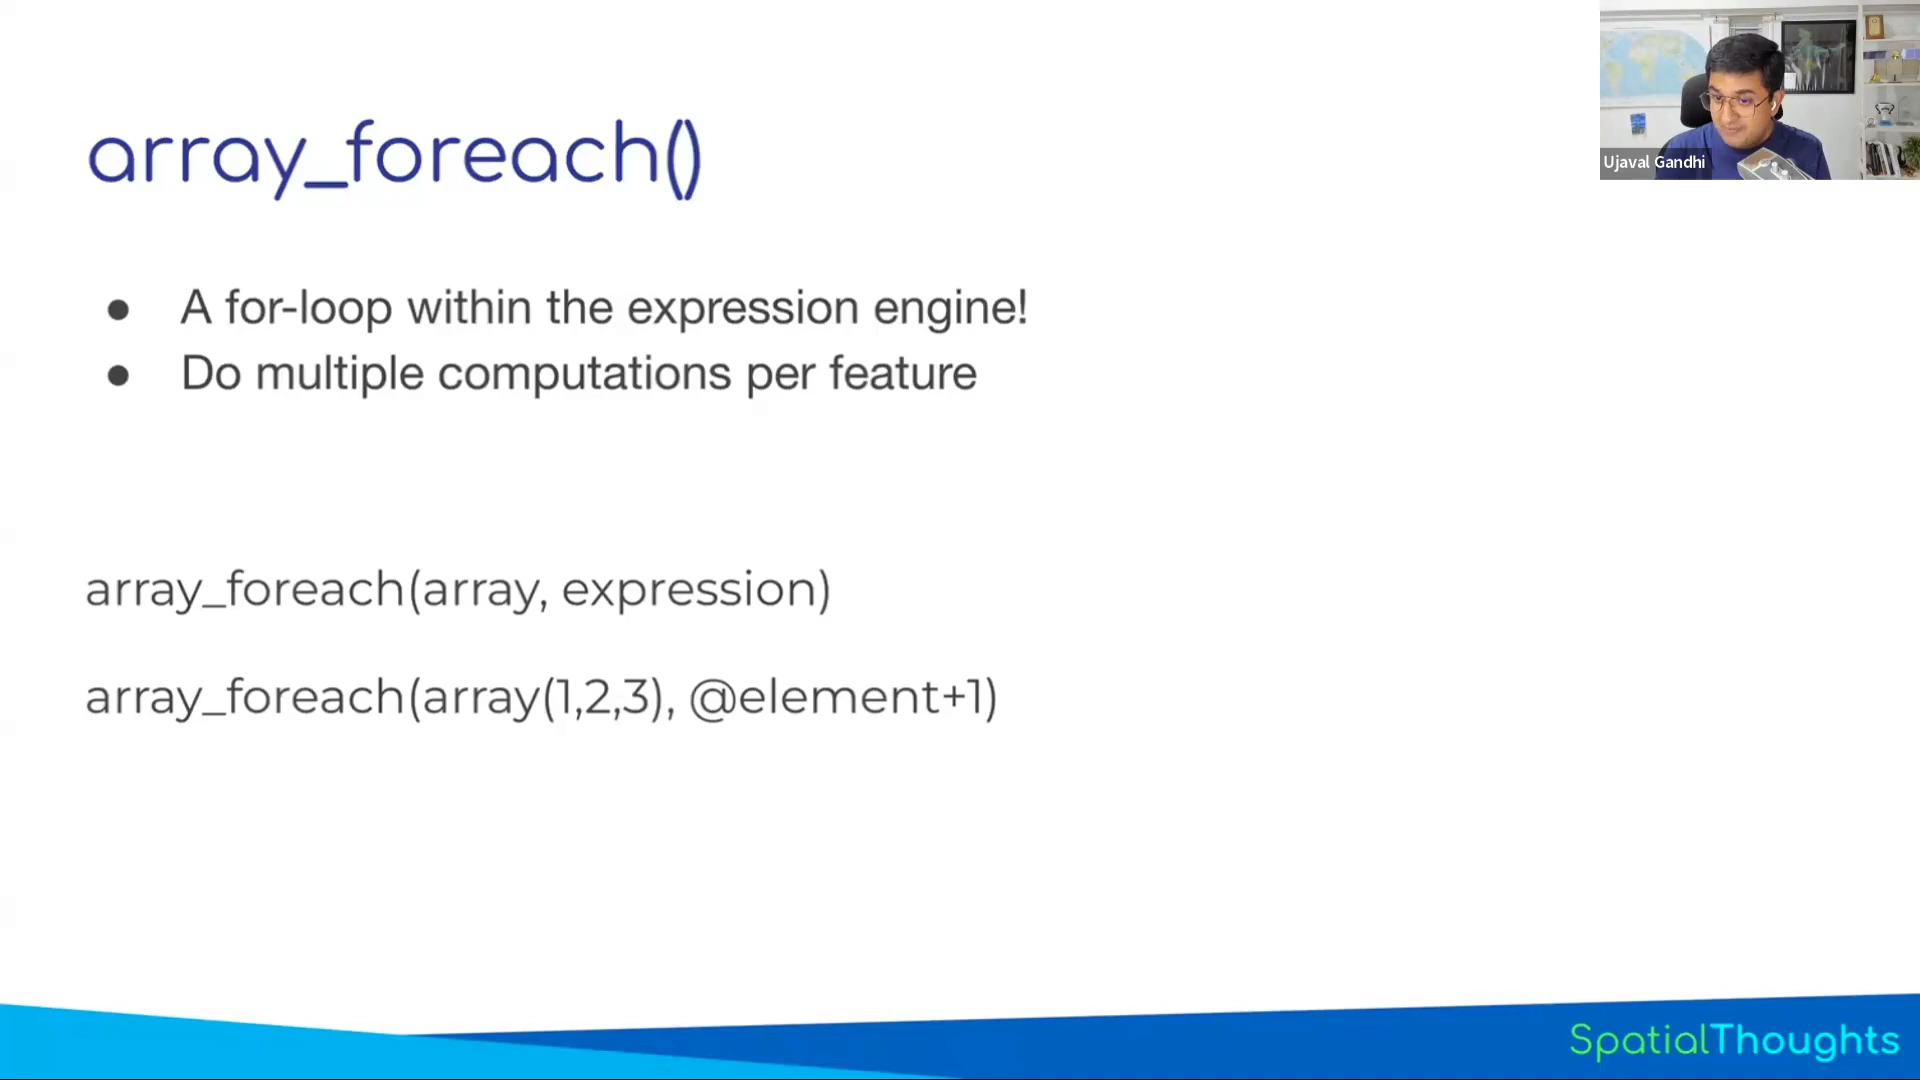 array_foreach()
Ujaval Gandhi
● A for-loop within the expression engine!
● Do multiple computations per feature
array_foreach(array, expression)
array_foreach(array(1,2,3), @element+1)
SpatialThoughts